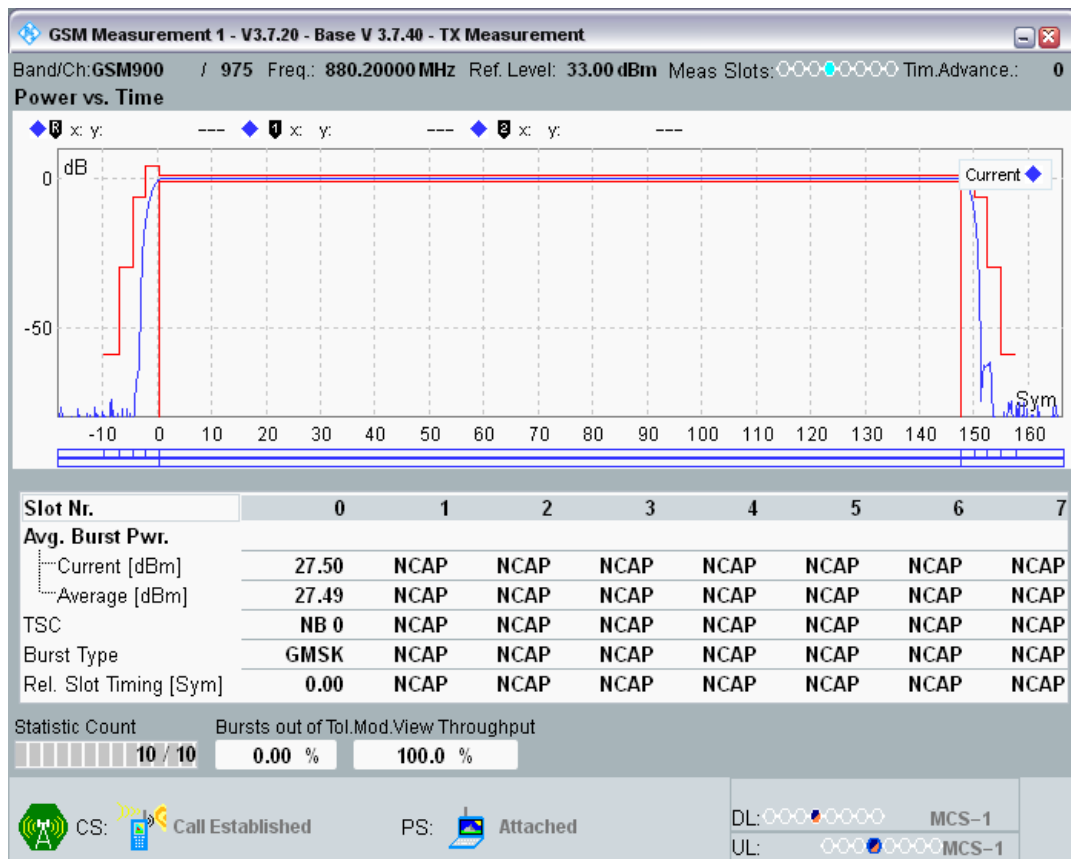 GSM Measurement 1 - V3.7.20 - Base V 3.7.40 - TX Measurement
Band/Ch:GSM900 / 975 Freq.: 880.20000 MHz Ref. Level: 33.00 dBm Meas Slots: Tim.Advance.: 0
Power vs. Time
R x: y: --- 1 x: y: --- 2 x: y: ---
dB
0
Current
-50
Sym
-10 0 10 20 30 40 50 60 70 80 90 100 110 120 130 140 150 160
Slot Nr. 0 1 2 3 4 5 6 7
Avg. Burst Pwr.
Current [dBm] 27.50 NCAP NCAP NCAP NCAP NCAP NCAP NCAP
Average [dBm] 27.49 NCAP NCAP NCAP NCAP NCAP NCAP NCAP
TSC NB 0 NCAP NCAP NCAP NCAP NCAP NCAP NCAP
Burst Type GMSK NCAP NCAP NCAP NCAP NCAP NCAP NCAP
Rel. Slot Timing [Sym] 0.00 NCAP NCAP NCAP NCAP NCAP NCAP NCAP
Statistic Count Bursts out of Tol.Mod.View Throughput
10 / 10 0.00 % 100.0 %
CS: Call Established PS: Attached DL: MCS-1
UL: MCS-1